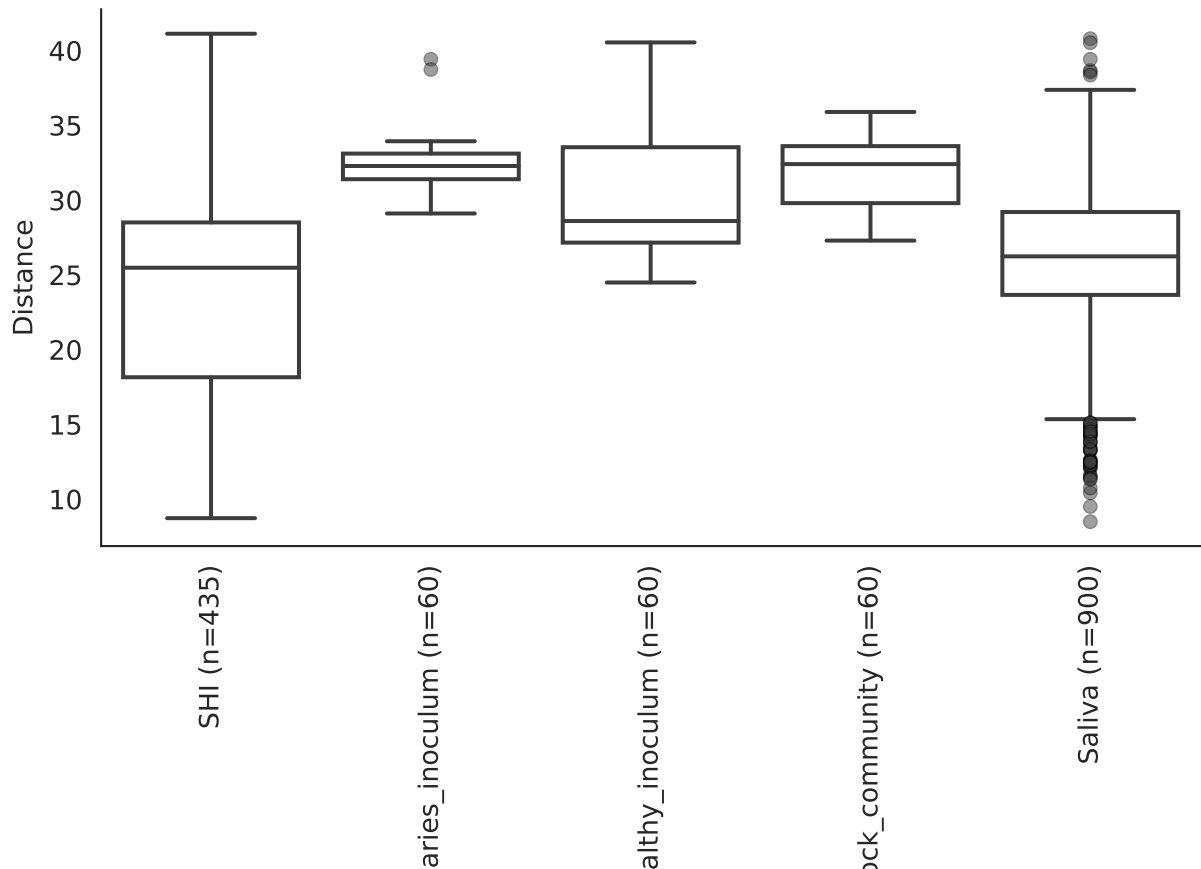 Distance
40
35
30
25
20
15
10
SHI (n=435)
aries_inoculum (n=60)
althy_inoculum (n=60)
ock_community (n=60)
Saliva (n=900)